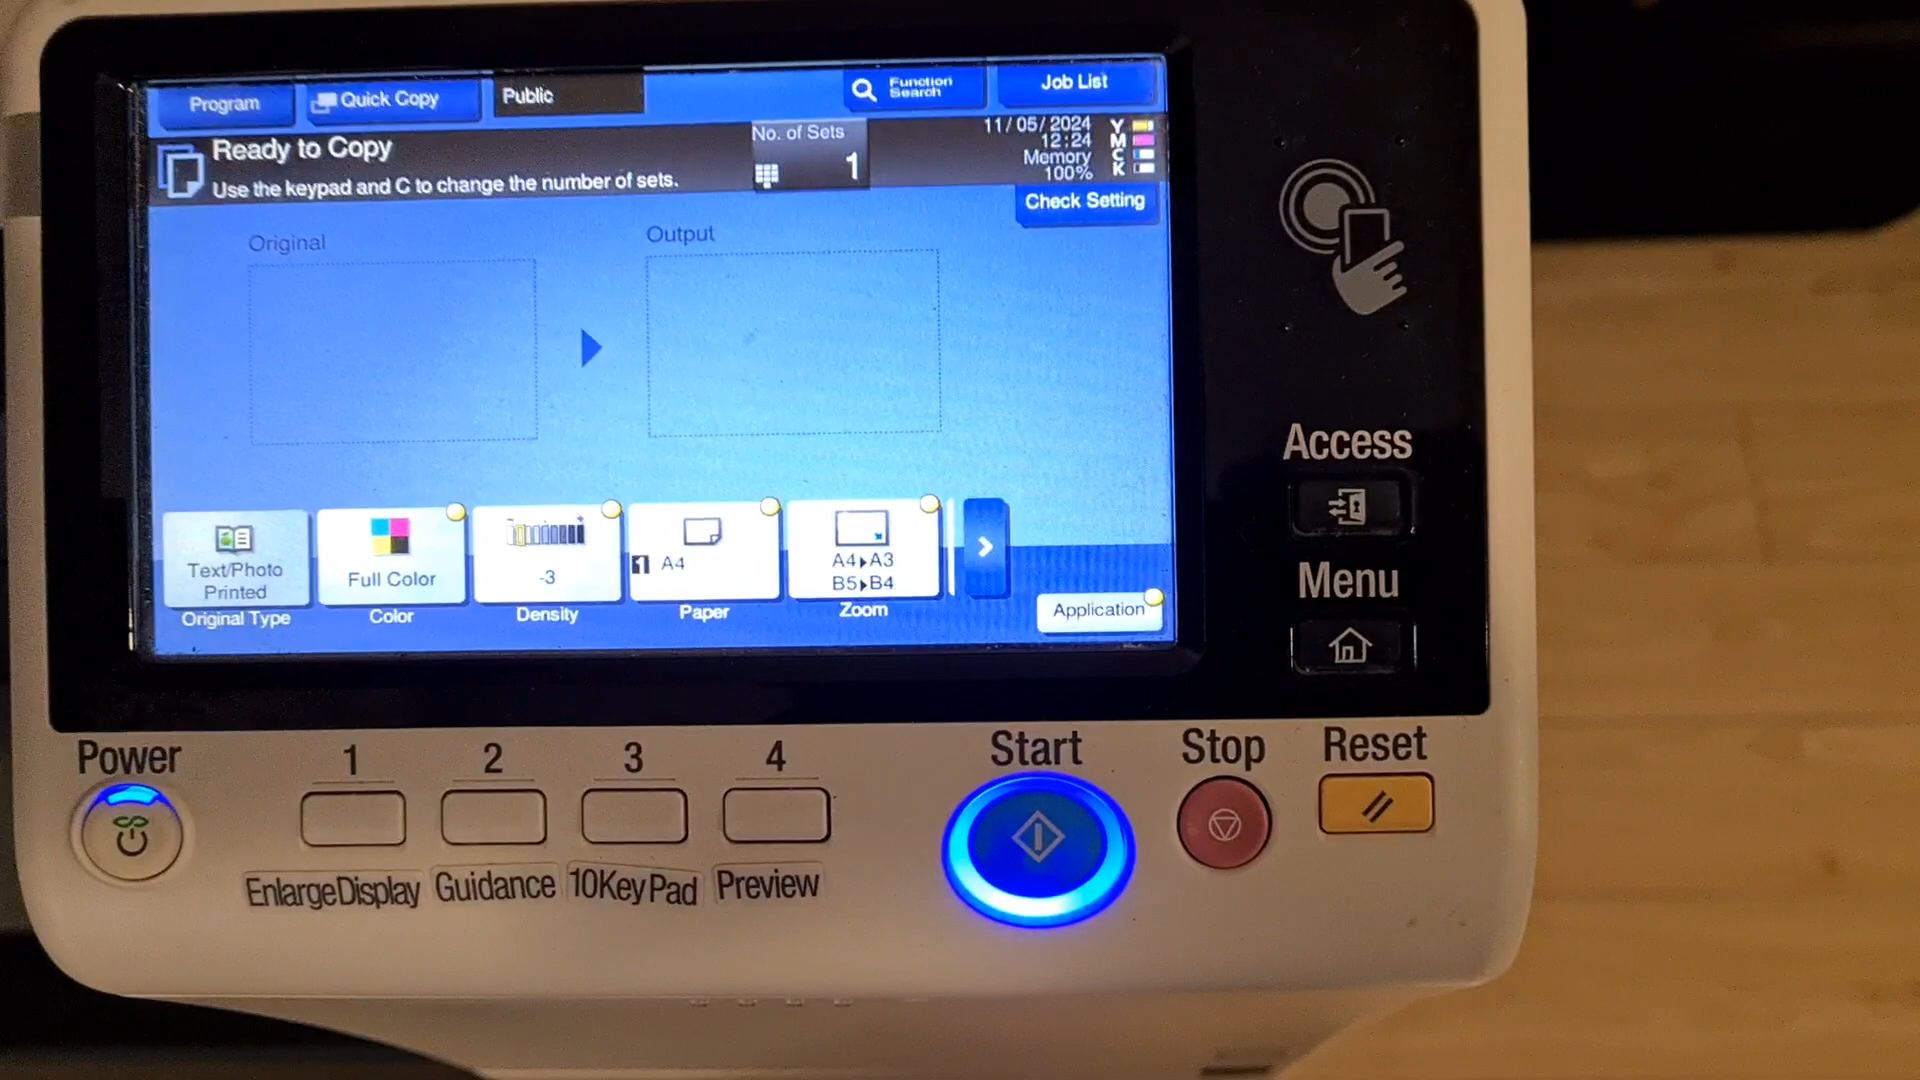 Program
Quick Copy
Public
Function Search
Job List
Ready to Copy
Use the keypad and C to change the number of sets.
No. of Sets
1
11/05/2024
12:24
Memory
100%
Y
M
C
K
Check Setting
Original
Output
Text/Photo
Printed
Original Type
Full Color
Color
-3
Density
1 A4
Paper
A4▸A3
B5▸B4
Zoom
Application
Access
Menu
Power
1
2
3
4
Start
Stop
Reset
EnlargeDisplay
Guidance
10KeyPad
Preview